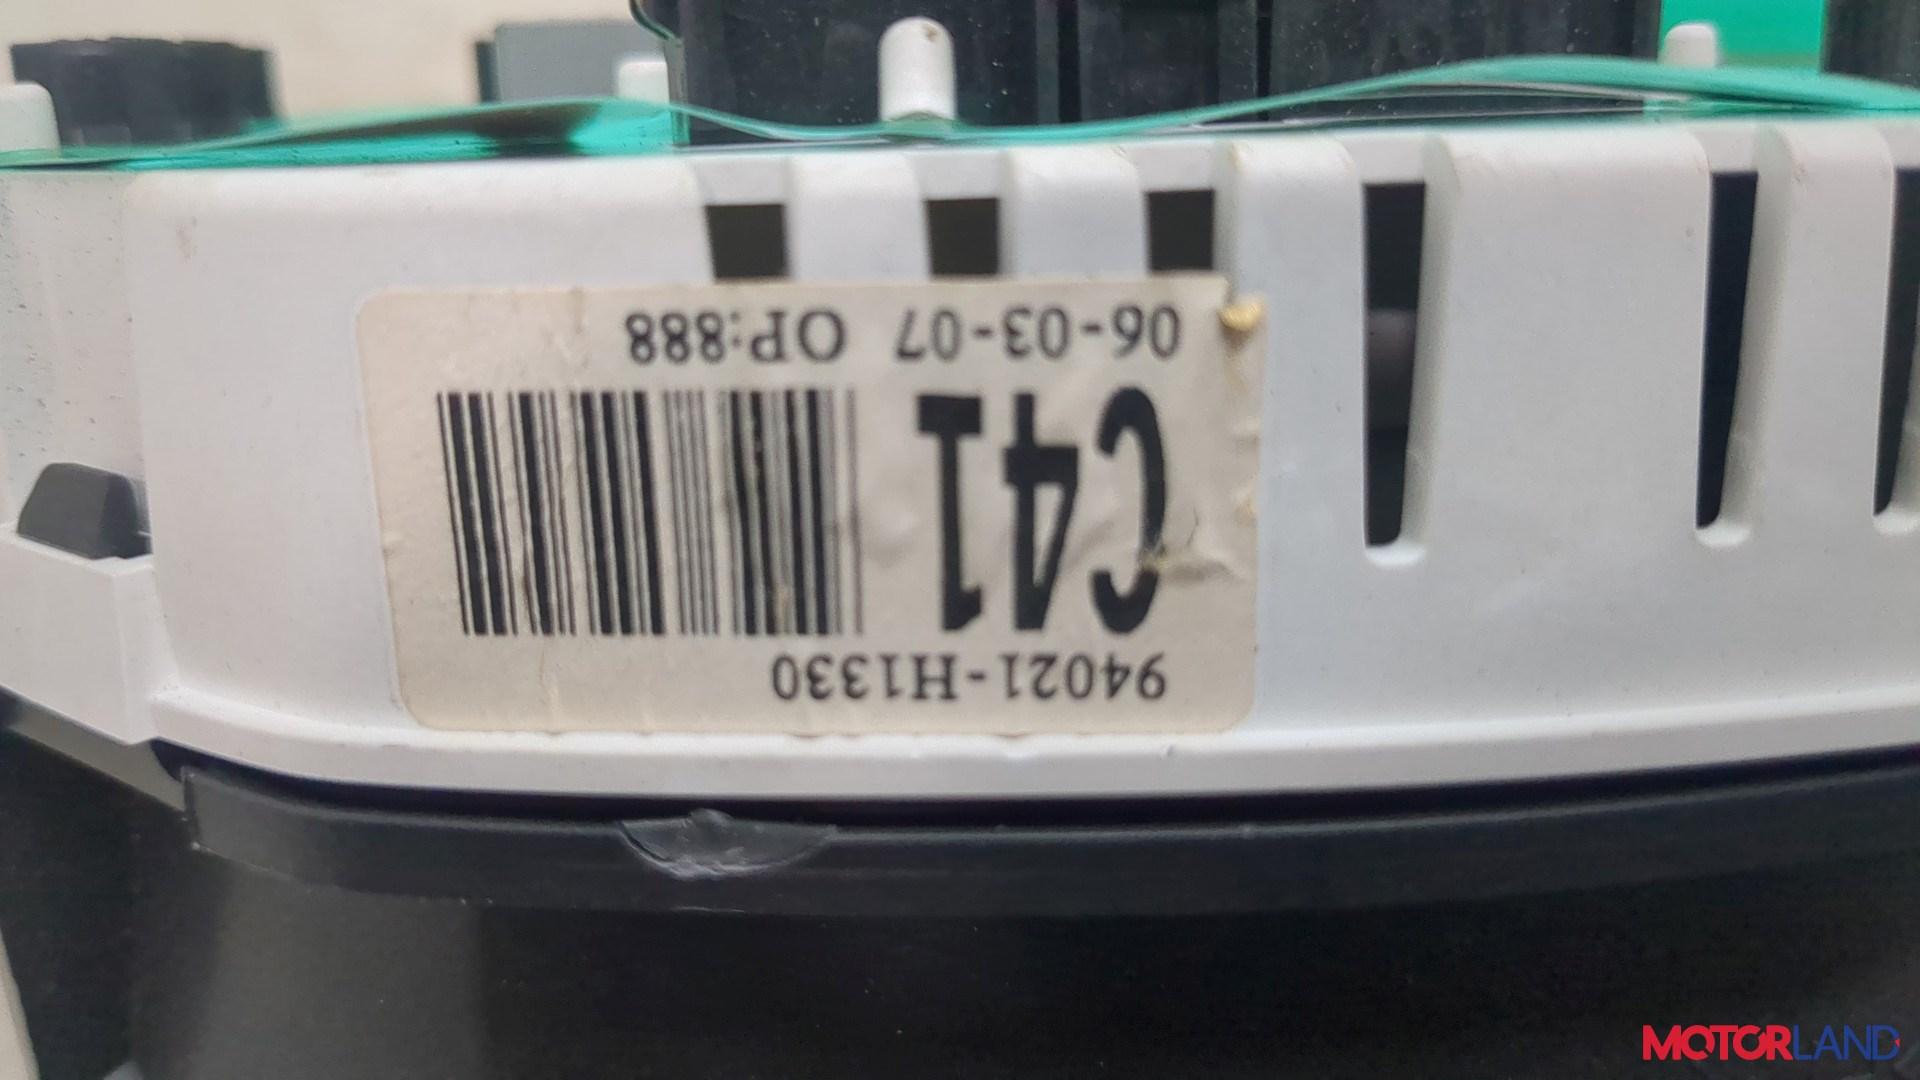 94021-H1330
C41
06-03-07 OP:888
MOTORLAND